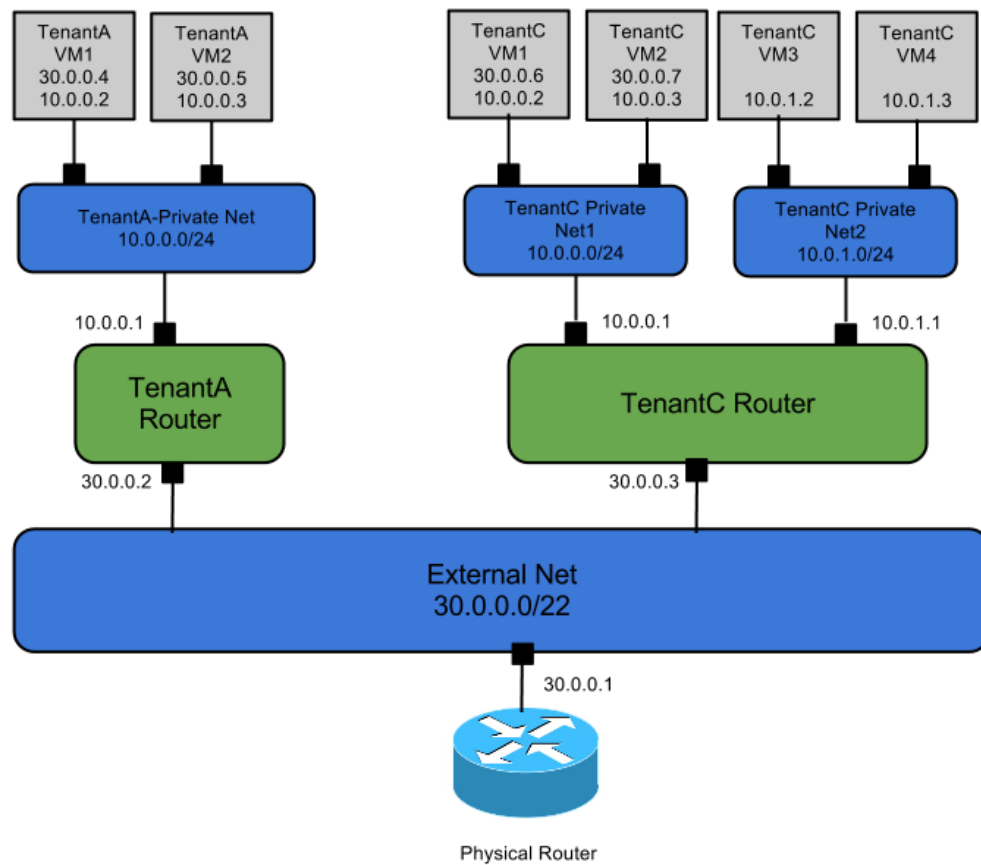 TenantA
VM1
30.0.0.4
10.0.0.2
TenantA
VM2
30.0.0.5
10.0.0.3
TenantC
VM1
30.0.0.6
10.0.0.2
TenantC
VM2
30.0.0.7
10.0.0.3
TenantC
VM3
10.0.1.2
TenantC
VM4
10.0.1.3
TenantA-Private Net
10.0.0.0/24
TenantC Private
Net1
10.0.0.0/24
TenantC Private
Net2
10.0.1.0/24
10.0.0.1
10.0.0.1
10.0.1.1
TenantA
Router
TenantC Router
30.0.0.2
30.0.0.3
External Net
30.0.0.0/22
30.0.0.1
Physical Router